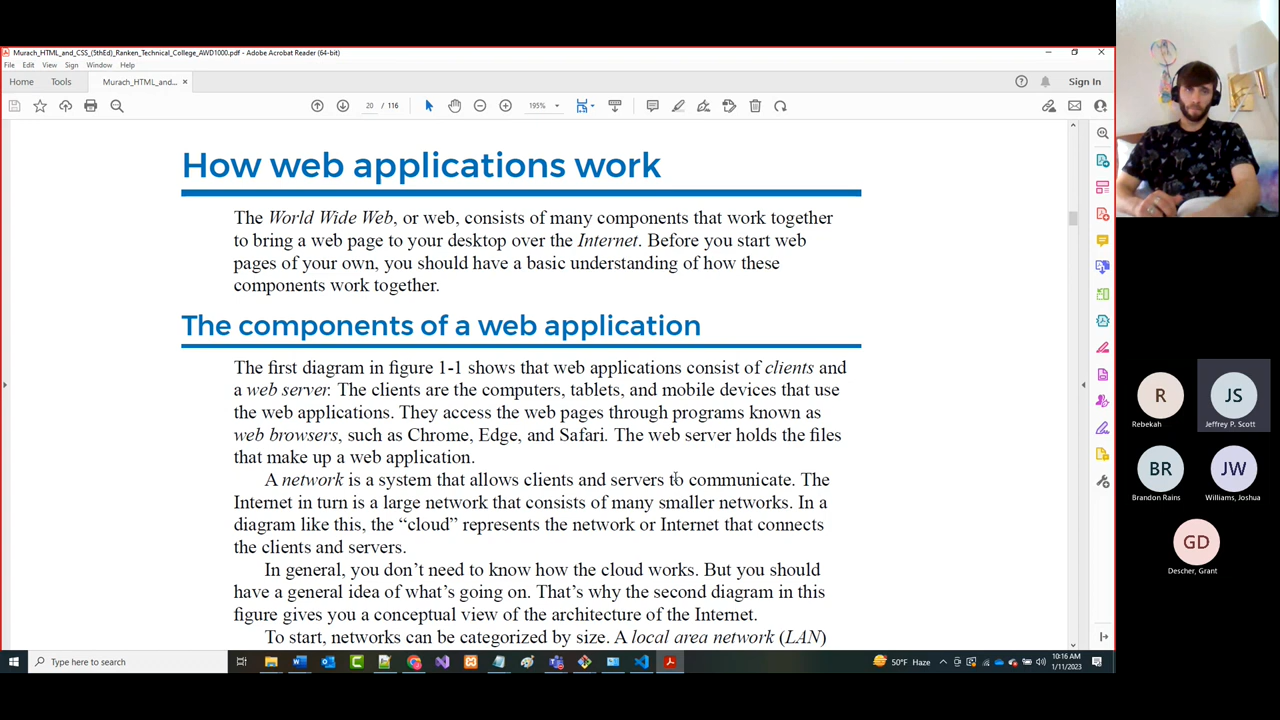 Murach_HTML_and_CSS_(5thEd)_Ranken_Technical_College_AWD1000.pdf - Adobe Acrobat Reader (64-bit)
File Edit View Sign Window Help
Home Tools Murach_HTML_and... × Sign In
20 / 116 195%
How web applications work
The World Wide Web, or web, consists of many components that work together
to bring a web page to your desktop over the Internet. Before you start web
pages of your own, you should have a basic understanding of how these
components work together.
The components of a web application
The first diagram in figure 1-1 shows that web applications consist of clients and
a web server. The clients are the computers, tablets, and mobile devices that use
the web applications. They access the web pages through programs known as
web browsers, such as Chrome, Edge, and Safari. The web server holds the files
that make up a web application.
A network is a system that allows clients and servers to communicate. The
Internet in turn is a large network that consists of many smaller networks. In a
diagram like this, the “cloud” represents the network or Internet that connects
the clients and servers.
In general, you don’t need to know how the cloud works. But you should
have a general idea of what’s going on. That’s why the second diagram in this
figure gives you a conceptual view of the architecture of the Internet.
To start, networks can be categorized by size. A local area network (LAN)
Type here to search
50°F Haze
10:16 AM
1/11/2023
R
Rebekah
JS
Jeffrey P. Scott
BR
Brandon Rains
JW
Williams, Joshua
GD
Descher, Grant